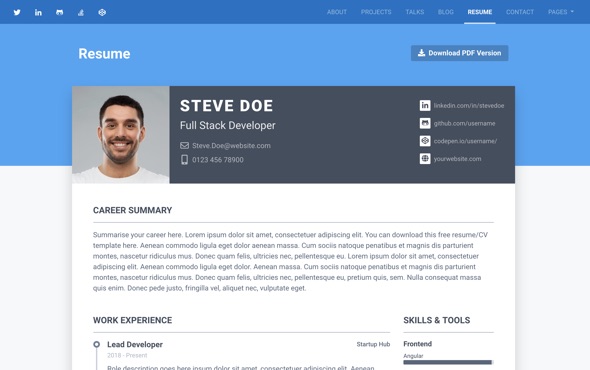 ABOUT PROJECTS TALKS BLOG RESUME CONTACT PAGES
Resume
Download PDF Version
STEVE DOE
Full Stack Developer
Steve.Doe@website.com
0123 456 78900
linkedin.com/in/stevedoe
github.com/username
codepen.io/username/
yourwebsite.com
CAREER SUMMARY
Summarise your career here. Lorem ipsum dolor sit amet, consectetuer adipiscing elit. You can download this free resume/CV
template here. Aenean commodo ligula eget dolor aenean massa. Cum sociis natoque penatibus et magnis dis parturient
montes, nascetur ridiculus mus. Donec quam felis, ultricies nec, pellentesque eu. Lorem ipsum dolor sit amet, consectetuer
adipiscing elit. Aenean commodo ligula eget dolor. Aenean massa. Cum sociis natoque penatibus et magnis dis parturient
montes, nascetur ridiculus mus. Donec quam felis, ultricies nec, pellentesque eu, pretium quis, sem. Nulla consequat massa
quis enim. Donec pede justo, fringilla vel, aliquet nec, vulputate eget.
WORK EXPERIENCE
Lead Developer
Startup Hub
2018 - Present
Role description goes here ipsum dolor sit amet, consectetuer adipiscing elit. Aenean
SKILLS & TOOLS
Frontend
Angular